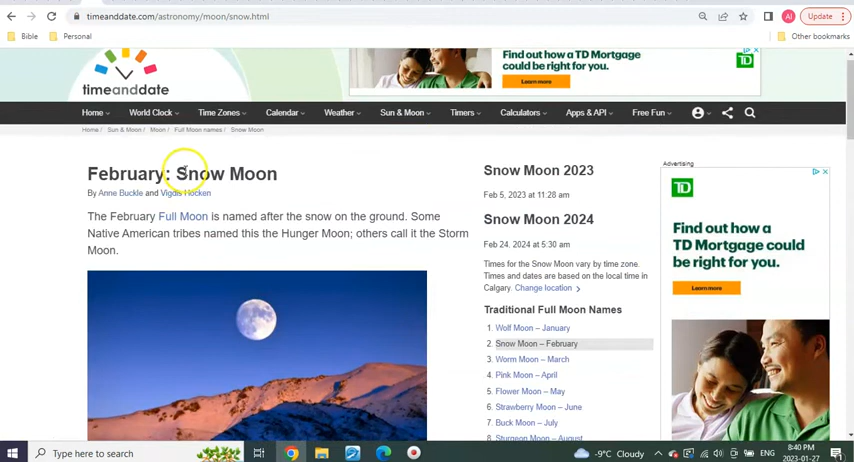 timeanddate.com/astronomy/moon/snow.html
AI
Update
Bible
Personal
Other bookmarks
timeanddate
Find out how a
TD Mortgage
could be right for you.
Learn more
TD
Home
World Clock
Time Zones
Calendar
Weather
Sun & Moon
Timers
Calculators
Apps & API
Free Fun
Home / Sun & Moon / Moon / Full Moon names / Snow Moon
February: Snow Moon
By Anne Buckle and Vigdis Hocken
The February Full Moon is named after the snow on the ground. Some
Native American tribes named this the Hunger Moon; others call it the Storm
Moon.
Snow Moon 2023
Feb 5, 2023 at 11:28 am
Snow Moon 2024
Feb 24, 2024 at 5:30 am
Times for the Snow Moon vary by time zone.
Times and dates are based on the local time in
Calgary. Change location
Traditional Full Moon Names
1. Wolf Moon – January
2. Snow Moon – February
3. Worm Moon – March
4. Pink Moon – April
5. Flower Moon – May
6. Strawberry Moon – June
7. Buck Moon – July
8. Sturgeon Moon – August
Advertising
TD
Find out how a
TD Mortgage
could be right
for you.
Learn more
Type here to search
-9°C Cloudy
ENG
8:40 PM
2023-01-27